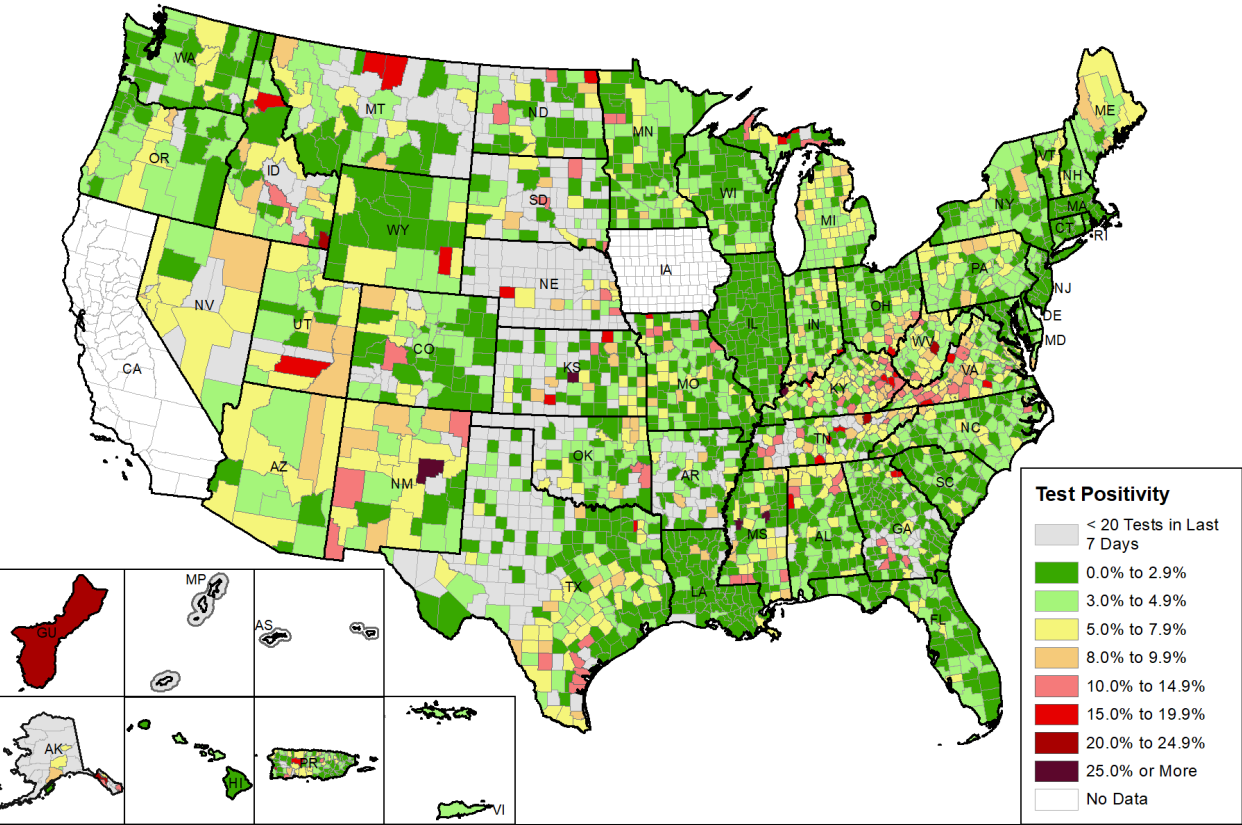 WA
MT
ND
MN
ME
OR
ID
SD
WI
VT
NH
NY
MA
MI
WY
CT
RI
IA
PA
NE
NV
OH
NJ
UT
IL
IN
DE
CO
WV
MD
CA
KS
MO
KY
VA
NC
TN
AZ
NM
OK
AR
SC
MS
AL
GA
TX
LA
FL
MP
GU
AS
AK
HI
PR
VI
Test Positivity
< 20 Tests in Last
7 Days
0.0% to 2.9%
3.0% to 4.9%
5.0% to 7.9%
8.0% to 9.9%
10.0% to 14.9%
15.0% to 19.9%
20.0% to 24.9%
25.0% or More
No Data